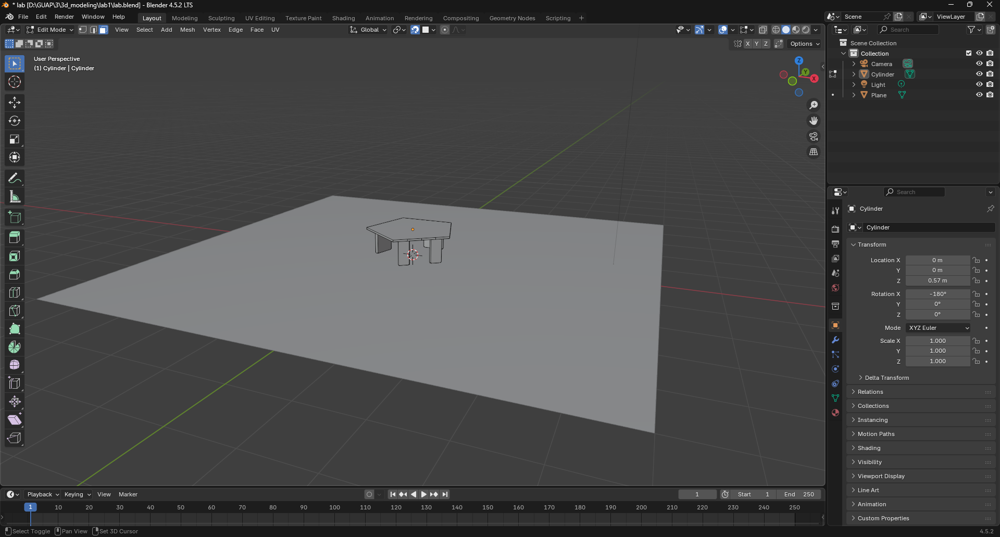 * lab [D:\GUAP\3\3d_modeling\lab1\lab.blend] - Blender 4.5.2 LTS
File Edit Render Window Help Layout Modeling Sculpting UV Editing Texture Paint Shading Animation Rendering Compositing Geometry Nodes Scripting + Scene ViewLayer
Edit Mode View Select Add Mesh Vertex Edge Face UV Global Search
X Y Z Options
User Perspective
(1) Cylinder | Cylinder
Z
Y
X
Scene Collection
Collection
Camera
Cylinder
Light
Plane
Search
Cylinder
Cylinder
Transform
Location X 0 m
Y 0 m
Z 0.57 m
Rotation X -180°
Y 0°
Z 0°
Mode XYZ Euler
Scale X 1.000
Y 1.000
Z 1.000
Delta Transform
Relations
Collections
Instancing
Motion Paths
Shading
Visibility
Viewport Display
Line Art
Animation
Custom Properties
Playback Keying View Marker 1 Start 1 End 250
1 10 20 30 40 50 60 70 80 90 100 110 120 130 140 150 160 170 180 190 200 210 220 230 240 250
Select Toggle Pan View Set 3D Cursor 4.5.2